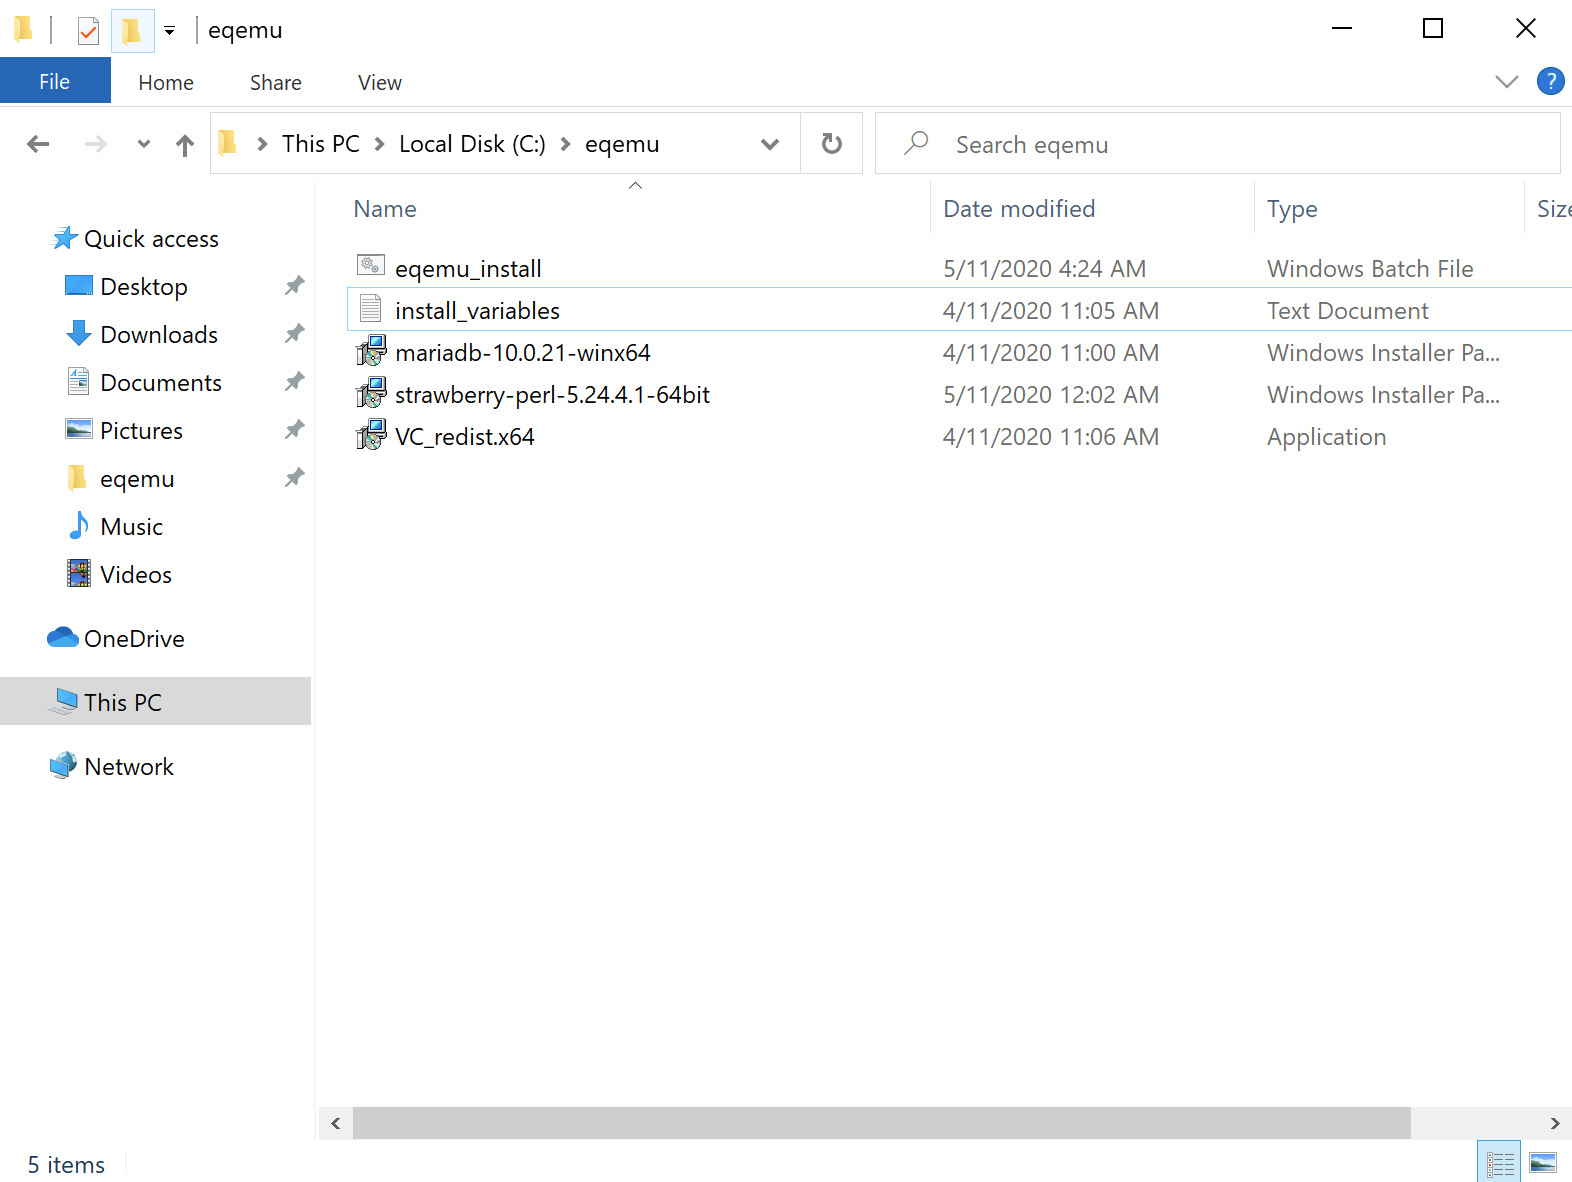 eqemu
File Home Share View ?
This PC Local Disk (C:) eqemu Search eqemu
Name Date modified Type Size
Quick access
Desktop
Downloads
Documents
Pictures
eqemu
Music
Videos
OneDrive
This PC
Network
eqemu_install 5/11/2020 4:24 AM Windows Batch File
install_variables 4/11/2020 11:05 AM Text Document
mariadb-10.0.21-winx64 4/11/2020 11:00 AM Windows Installer Pa...
strawberry-perl-5.24.4.1-64bit 5/11/2020 12:02 AM Windows Installer Pa...
VC_redist.x64 4/11/2020 11:06 AM Application
5 items